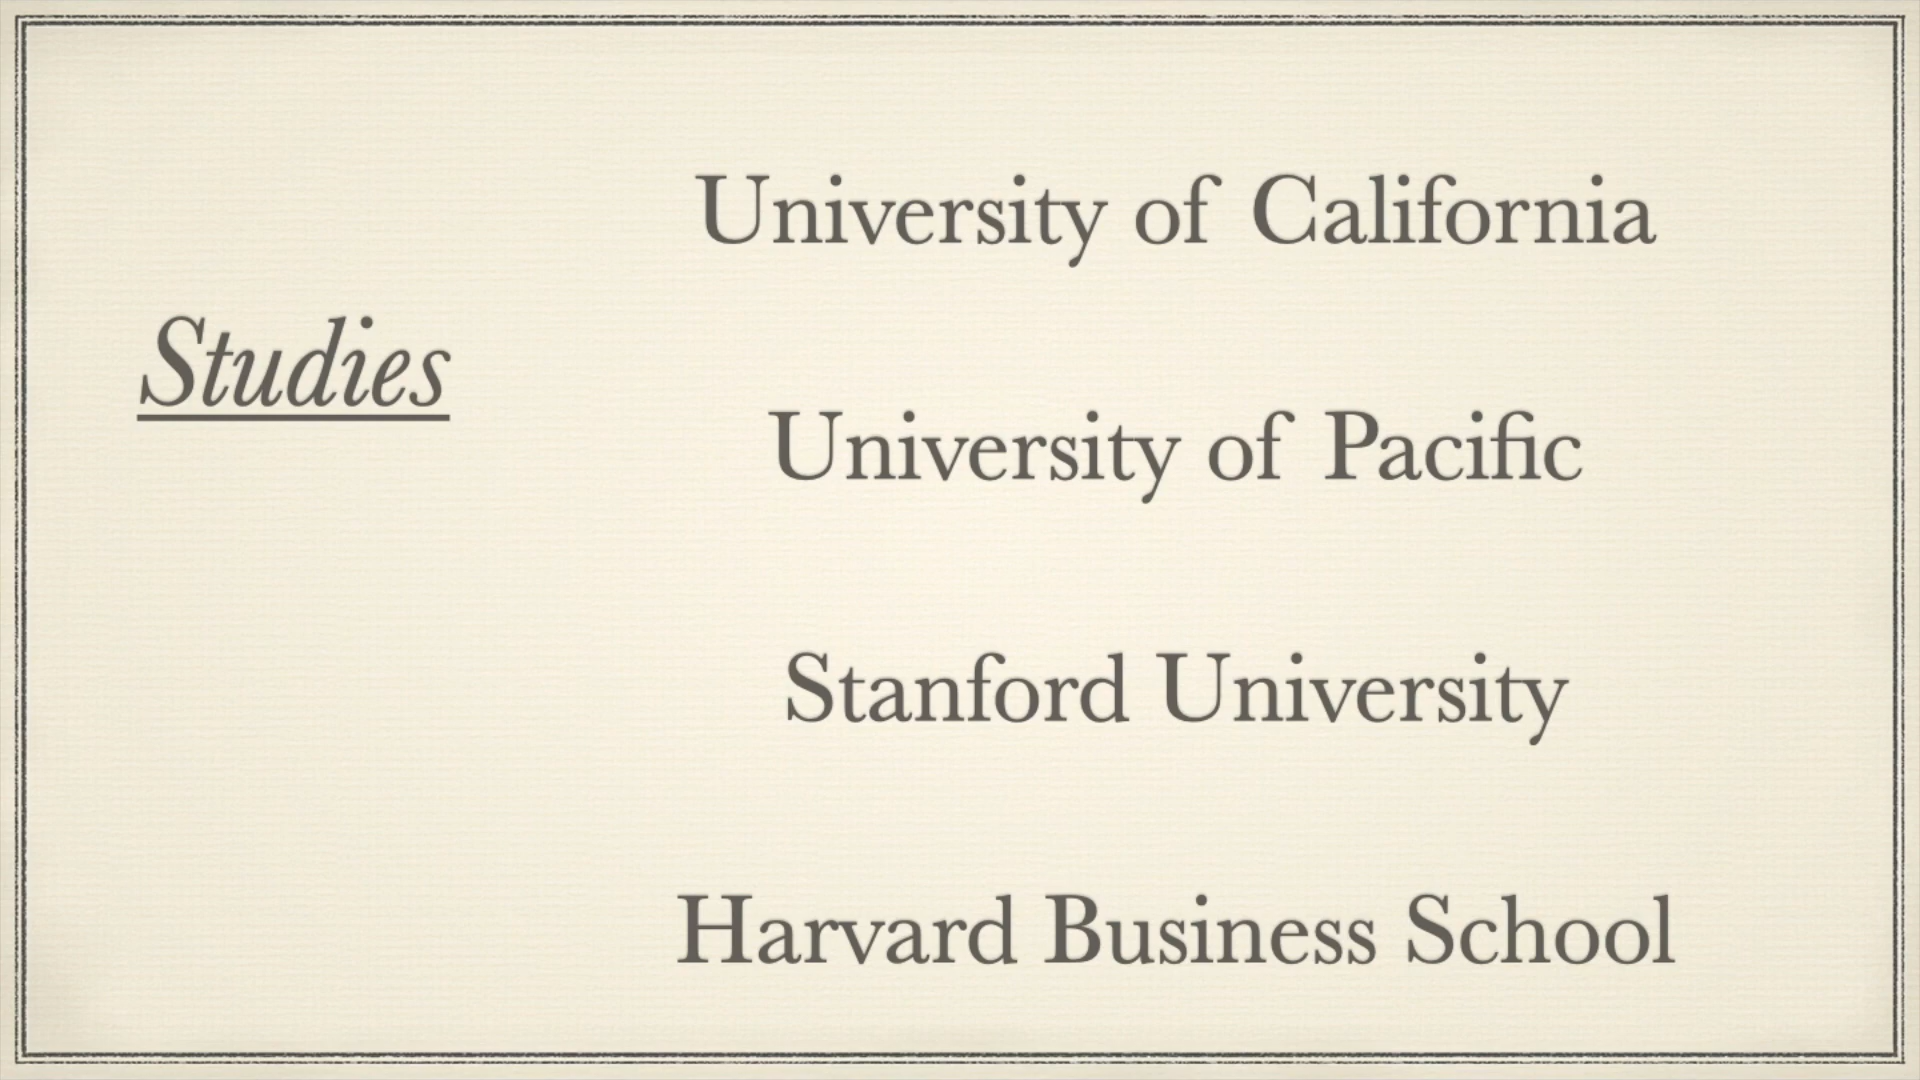 Studies
University of California
University of Pacific
Stanford University
Harvard Business School